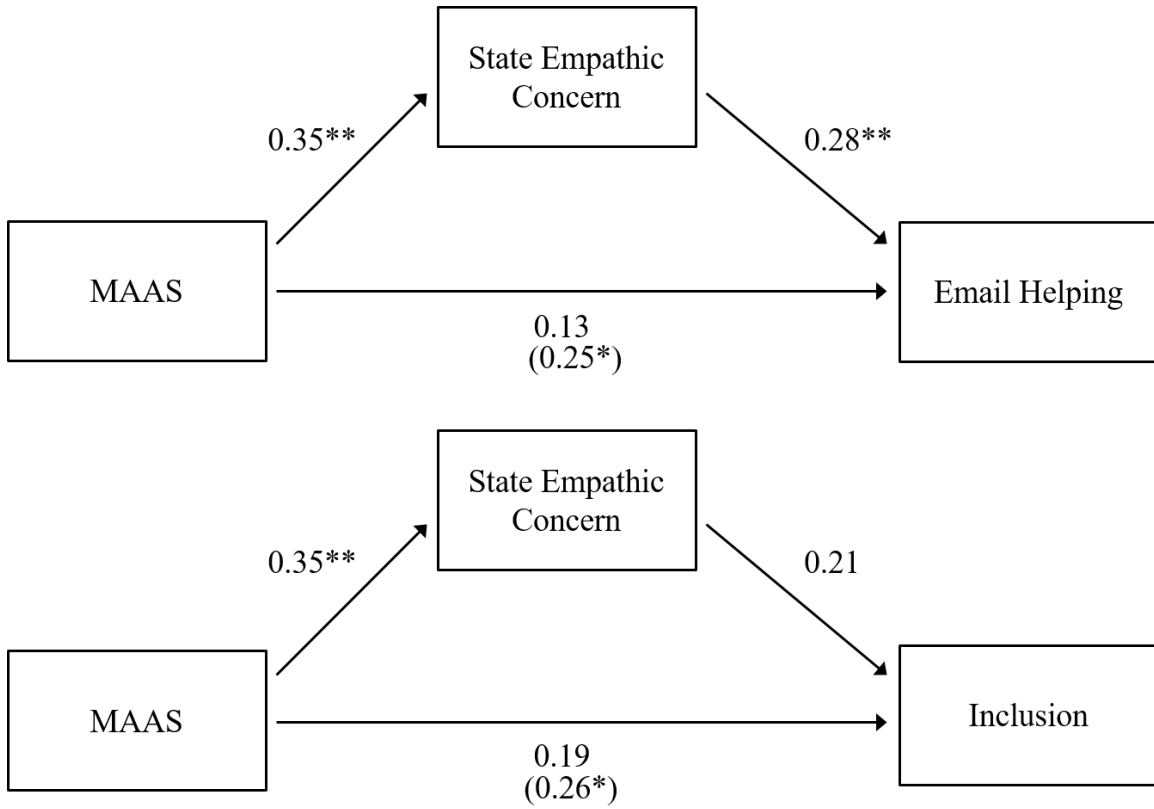 State Empathic
Concern
0.35**
0.28**
MAAS
Email Helping
0.13
(0.25*)
State Empathic
Concern
0.35**
0.21
MAAS
Inclusion
0.19
(0.26*)